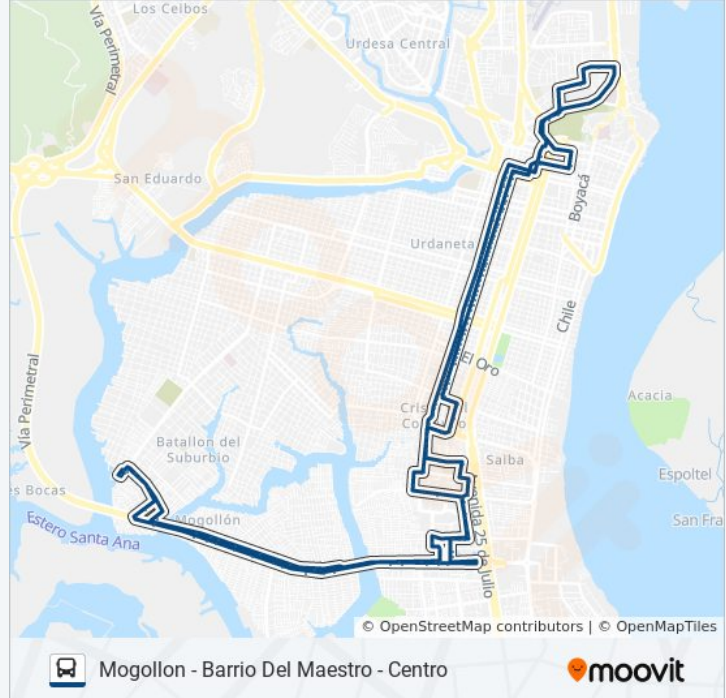 Los Ceibos
Vía Perimetral
Urdesa Central
San Eduardo
Boyacá
Urdaneta
Chile
El Oro
Vía Perimetral
Acacia
Batallon del
Suburbio
Saiba
Espoltel
es Bocas
Mogollón
San Fra
Estero Santa Ana
enida 25 de Julio
© OpenStreetMap contributors | © OpenMapTiles
Mogollon - Barrio Del Maestro - Centro
moovit